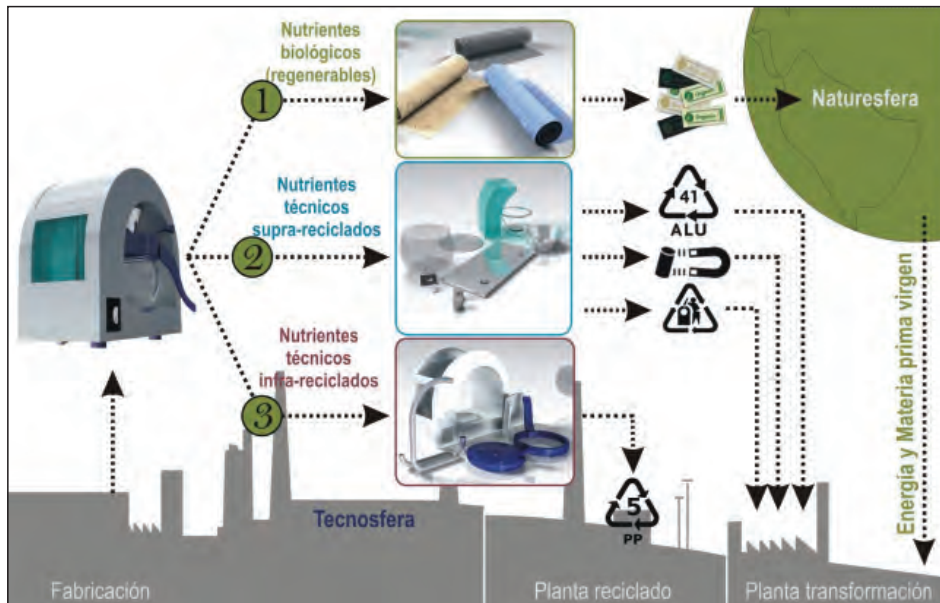 Nutrientes
biológicos
(regenerables)
1
Naturesfera
Nutrientes
técnicos
supra-reciclados
2
41
ALU
Nutrientes
técnicos
infra-reciclados
3
5
PP
Energía y Materia prima virgen
Tecnosfera
Fabricación
Planta reciclado
Planta transformación